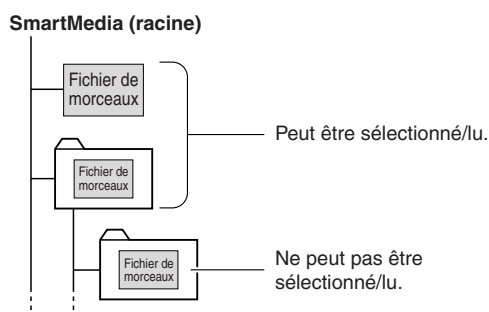 SmartMedia (racine)
Fichier de
morceaux
Peut être sélectionné/lu.
Fichier de
morceaux
Fichier de
morceaux
Ne peut pas être
sélectionné/lu.